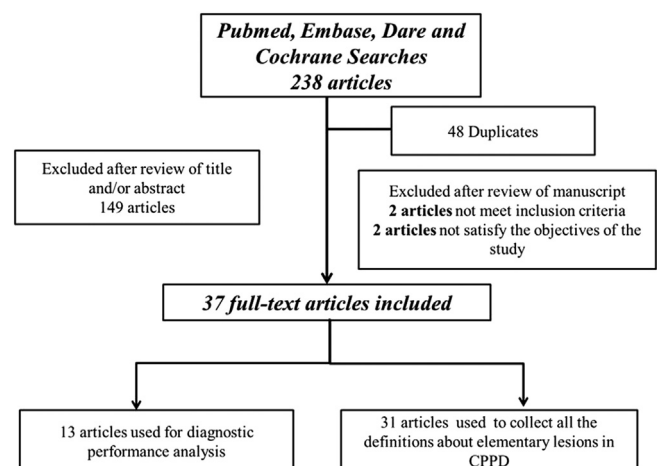 Pubmed, Embase, Dare and
Cochrane Searches
238 articles
48 Duplicates
Excluded after review of title
and/or abstract
149 articles
Excluded after review of manuscript
2 articles not meet inclusion criteria
2 articles not satisfy the objectives of the
study
37 full-text articles included
13 articles used for diagnostic
performance analysis
31 articles used to collect all the
definitions about elementary lesions in
CPPD